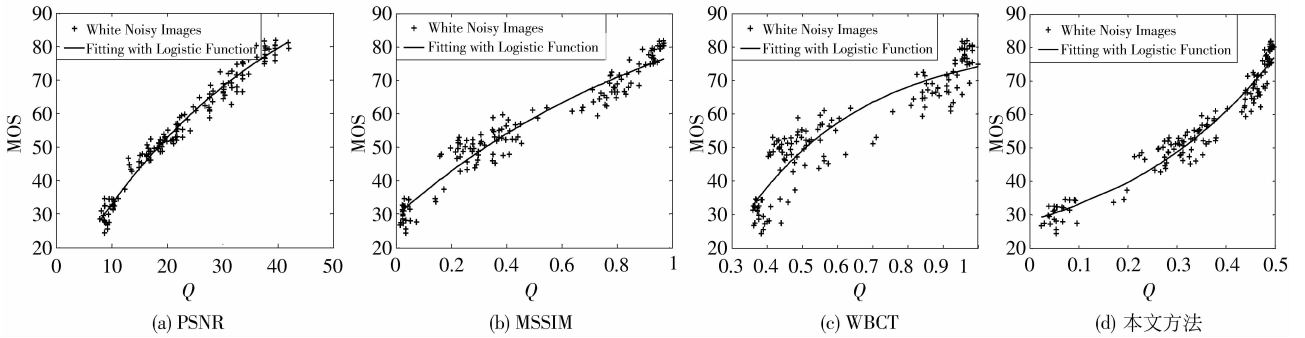 90
80
70
60
50
40
30
20
MOS
White Noisy Images
Fitting with Logistic Function
0
10
20
30
40
50
Q
(a) PSNR
90
80
70
60
50
40
30
20
MOS
White Noisy Images
Fitting with Logistic Function
0
0.2
0.4
0.6
0.8
1
Q
(b) MSSIM
90
80
70
60
50
40
30
20
MOS
White Noisy Images
Fitting with Logistic Function
0.3
0.4
0.5
0.6
0.7
0.8
0.9
1
Q
(c) WBCT
90
80
70
60
50
40
30
20
MOS
White Noisy Images
Fitting with Logistic Function
0
0.1
0.2
0.3
0.4
0.5
Q
(d) 本文方法